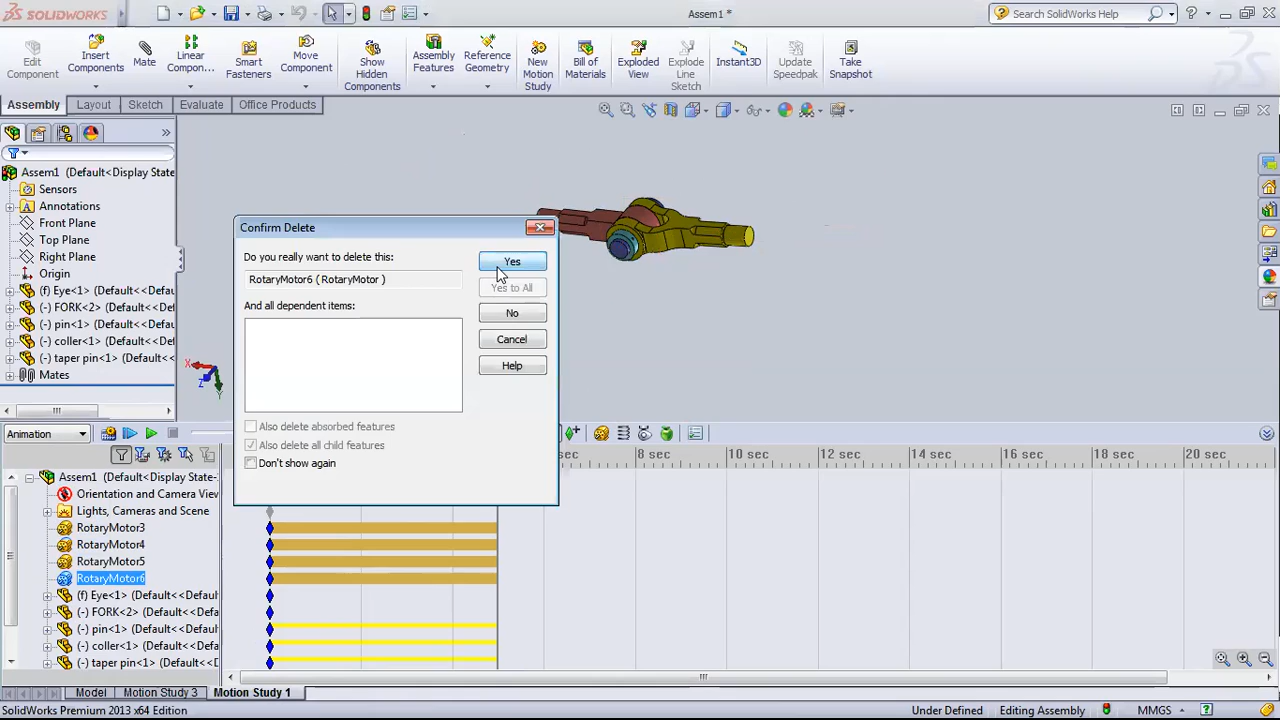 SOLIDWORKS
Assem1 *
Search SolidWorks Help
Edit Component
Insert Components
Mate
Linear Compon...
Smart Fasteners
Move Component
Show Hidden Components
Assembly Features
Reference Geometry
New Motion Study
Bill of Materials
Exploded View
Explode Line Sketch
Instant3D
Update Speedpak
Take Snapshot
Assembly
Layout
Sketch
Evaluate
Office Products
Assem1 (Default<Display State-
Sensors
Annotations
Front Plane
Top Plane
Right Plane
Origin
(f) Eye<1> (Default<<Default
(-) FORK<2> (Default<<Defau
(-) pin<1> (Default<<Default
(-) coller<1> (Default<<Defau
(-) taper pin<1> (Default<<D
Mates
X
Z
Y
Confirm Delete
Do you really want to delete this:
RotaryMotor6 ( RotaryMotor )
And all dependent items:
Yes
Yes to All
No
Cancel
Help
Also delete absorbed features
Also delete all child features
Don't show again
Animation
sec
8 sec
10 sec
12 sec
14 sec
16 sec
18 sec
20 sec
Assem1 (Default<Display State-
Orientation and Camera View
Lights, Cameras and Scene
RotaryMotor3
RotaryMotor4
RotaryMotor5
RotaryMotor6
(f) Eye<1> (Default<<Default
(-) FORK<2> (Default<<Defau
(-) pin<1> (Default<<Default
(-) coller<1> (Default<<Defau
(-) taper pin<1> (Default<<D
Model
Motion Study 3
Motion Study 1
SolidWorks Premium 2013 x64 Edition
Under Defined
Editing Assembly
MMGS